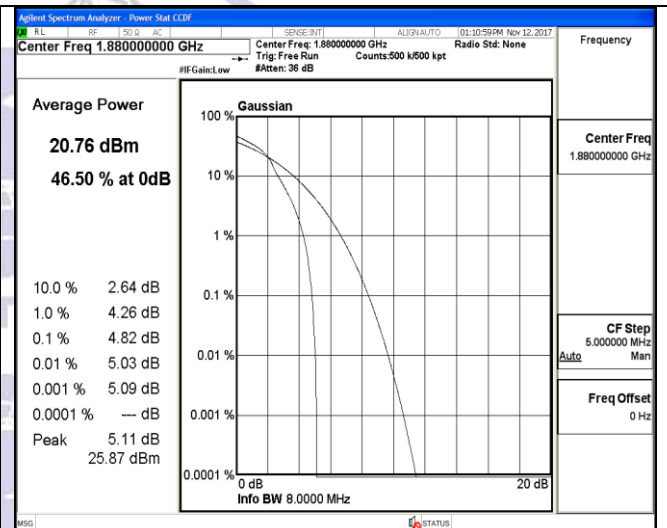 Agilent Spectrum Analyzer - Power Stat CCDF
RL RF 50 Ω AC SENSE:INT ALIGN AUTO 01:10:59PM Nov 12, 2017
Center Freq 1.880000000 GHz
Center Freq: 1.880000000 GHz Radio Std: None
Trig: Free Run Counts:500 k/500 kpt
#IFGain:Low #Atten: 36 dB
Frequency
Average Power
20.76 dBm
46.50 % at 0dB
10.0 % 2.64 dB
1.0 % 4.26 dB
0.1 % 4.82 dB
0.01 % 5.03 dB
0.001 % 5.09 dB
0.0001 % --- dB
Peak 5.11 dB
25.87 dBm
Gaussian
100 %
10 %
1 %
0.1 %
0.01 %
0.001 %
0.0001 %
0 dB 20 dB
Info BW 8.0000 MHz
Center Freq
1.880000000 GHz
CF Step
5.000000 MHz
Auto Man
Freq Offset
0 Hz
MSG STATUS